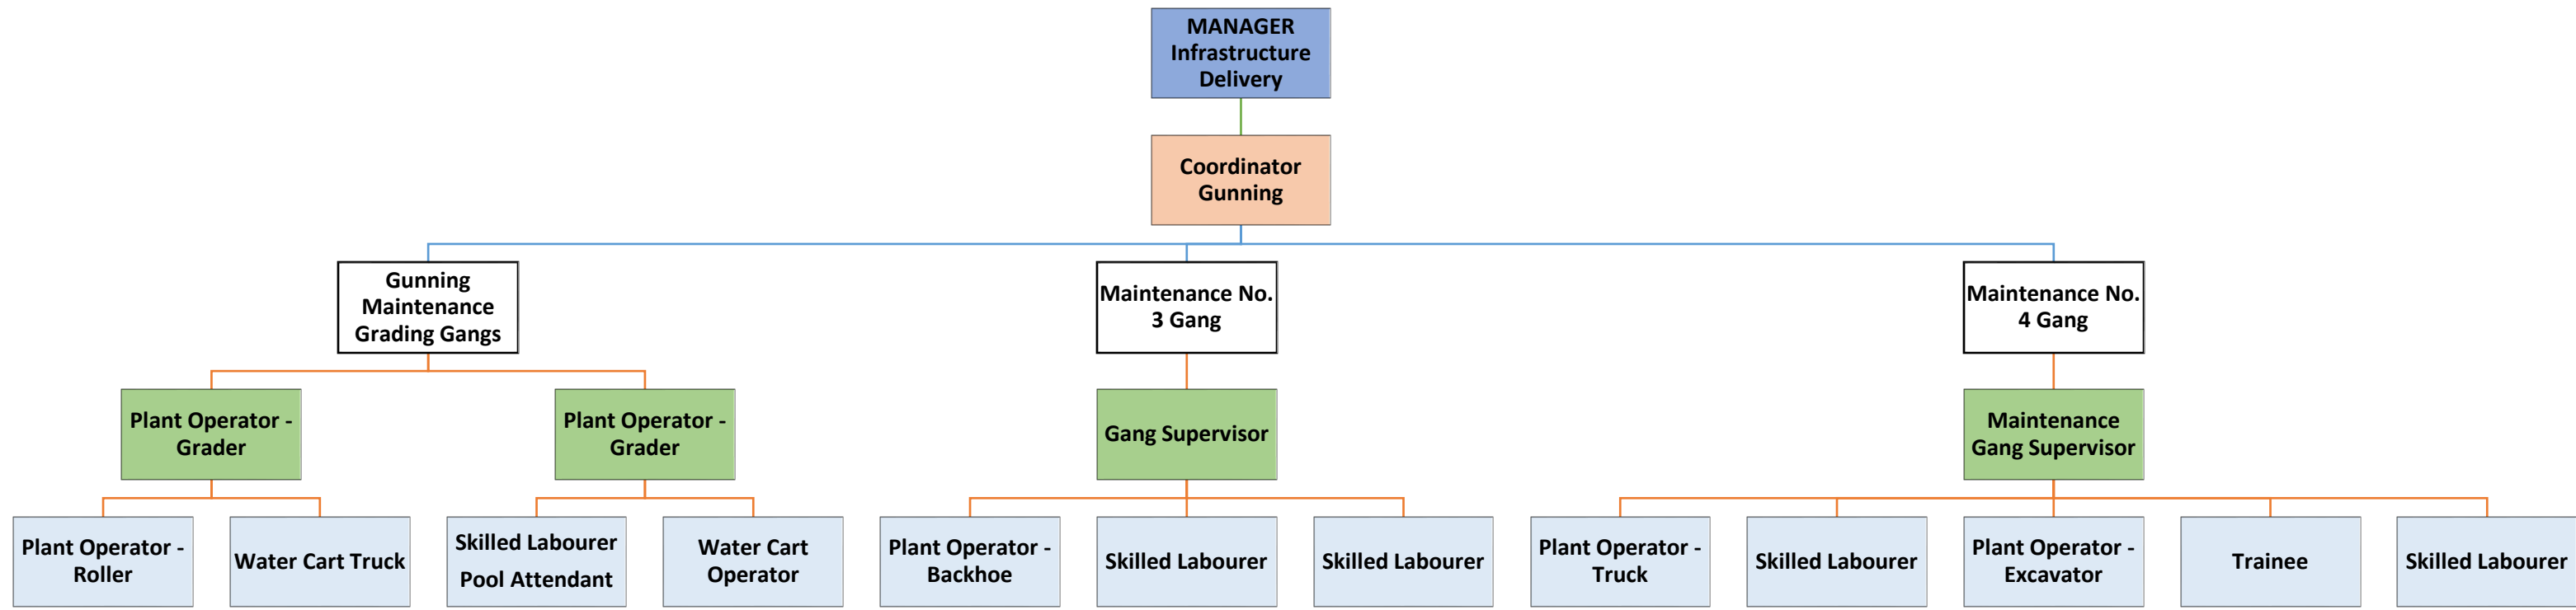 MANAGER
Infrastructure
Delivery
Coordinator
Gunning
Gunning
Maintenance
Grading Gangs
Maintenance No.
3 Gang
Maintenance No.
4 Gang
Plant Operator -
Grader
Plant Operator -
Grader
Gang Supervisor
Maintenance
Gang Supervisor
Plant Operator -
Roller
Water Cart Truck
Skilled Labourer
Pool Attendant
Water Cart
Operator
Plant Operator -
Backhoe
Skilled Labourer
Skilled Labourer
Plant Operator -
Truck
Skilled Labourer
Plant Operator -
Excavator
Trainee
Skilled Labourer